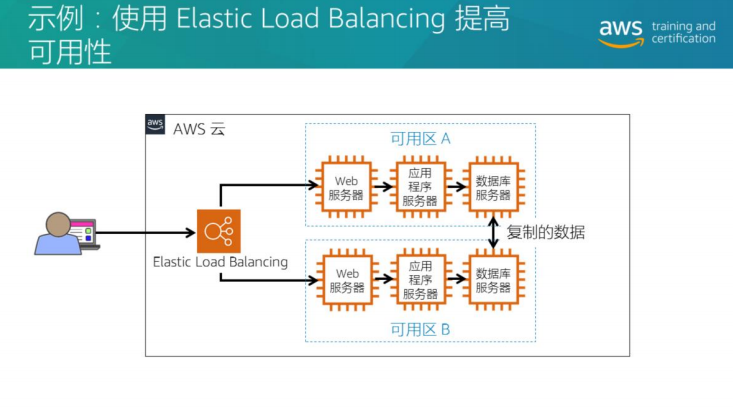 示例：使用 Elastic Load Balancing 提高
可用性
aws training and
certification
aws
AWS 云
可用区 A
Web
服务器
应用
程序
服务器
数据库
服务器
复制的数据
Elastic Load Balancing
Web
服务器
应用
程序
服务器
数据库
服务器
可用区 B